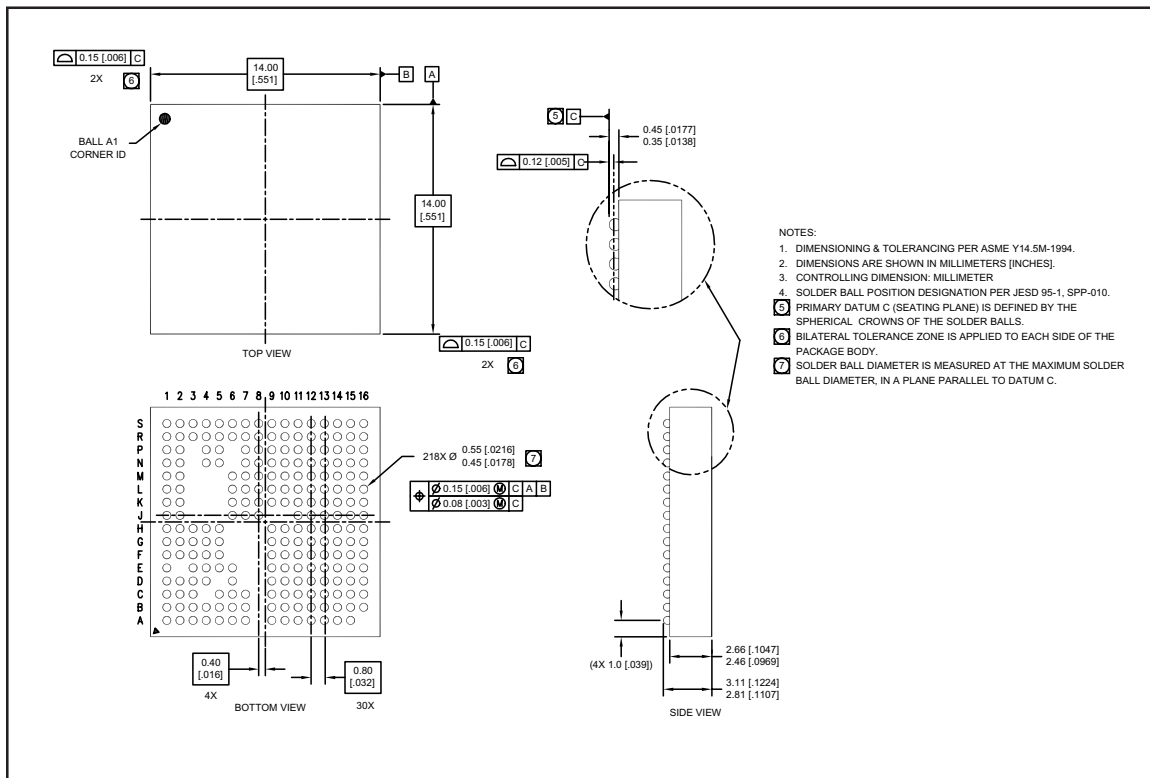 0.15 [.006] C
2X 6
14.00
[.551]
B A
BALL A1
CORNER ID
14.00
[.551]
TOP VIEW
0.15 [.006] C
2X 6
5 C
0.45 [.0177]
0.35 [.0138]
0.12 [.005] C
NOTES:
1. DIMENSIONING & TOLERANCING PER ASME Y14.5M-1994.
2. DIMENSIONS ARE SHOWN IN MILLIMETERS [INCHES].
3. CONTROLLING DIMENSION: MILLIMETER
4. SOLDER BALL POSITION DESIGNATION PER JESD 95-1, SPP-010.
5 PRIMARY DATUM C (SEATING PLANE) IS DEFINED BY THE
SPHERICAL CROWNS OF THE SOLDER BALLS.
6 BILATERAL TOLERANCE ZONE IS APPLIED TO EACH SIDE OF THE
PACKAGE BODY.
7 SOLDER BALL DIAMETER IS MEASURED AT THE MAXIMUM SOLDER
BALL DIAMETER, IN A PLANE PARALLEL TO DATUM C.
1 2 3 4 5 6 7 8 9 10 11 12 13 14 15 16
S
R
P
N
M
L
K
J
H
G
F
E
D
C
B
A
218X Ø 0.55 [.0216]
0.45 [.0178] 7
⌖ Ø 0.15 [.006] Ⓜ C A B
Ø 0.08 [.003] Ⓜ C
0.40
[.016]
4X
BOTTOM VIEW
0.80
[.032]
30X
(4X 1.0 [.039])
2.66 [.1047]
2.46 [.0969]
3.11 [.1224]
2.81 [.1107]
SIDE VIEW